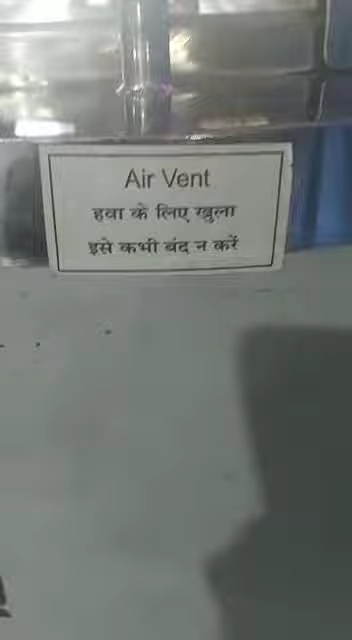 Air Vent
हवा के लिए खुला
इसे कभी बंद न करें